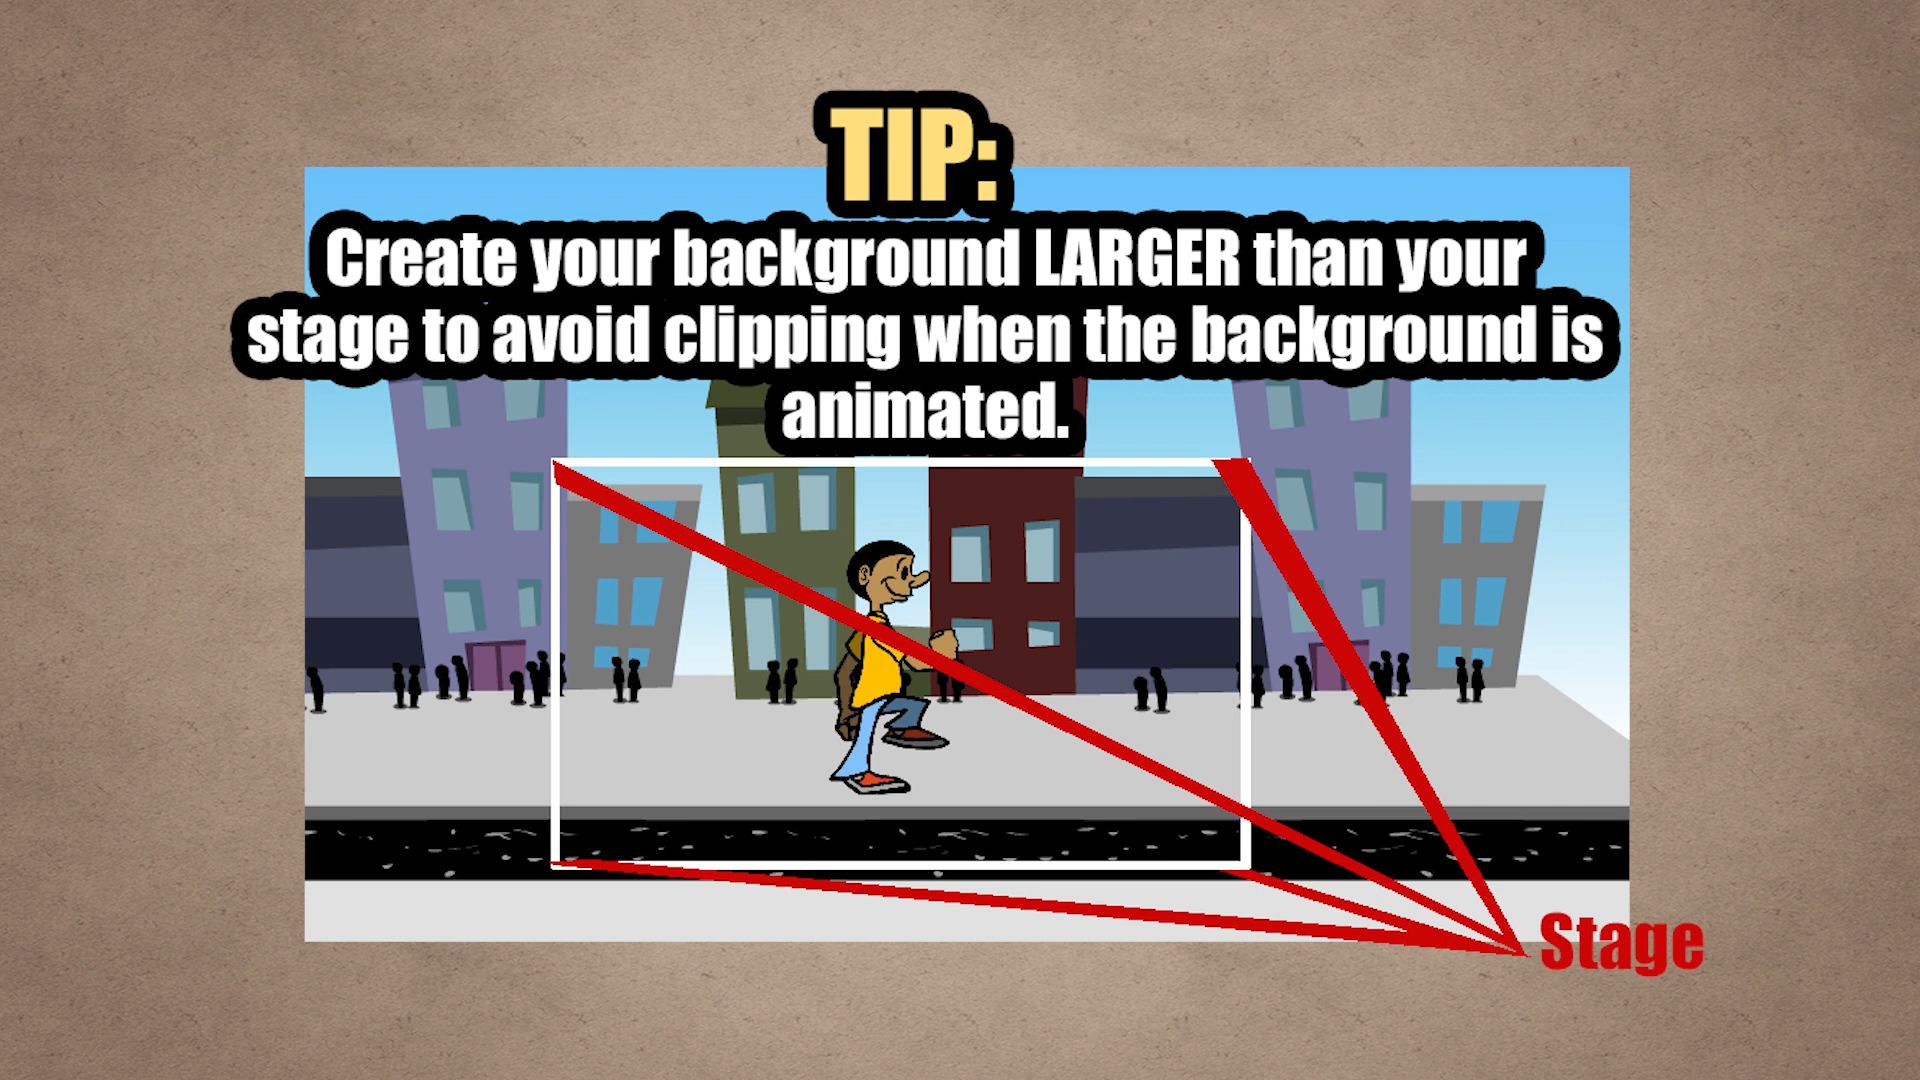 TIP:
Create your background LARGER than your
stage to avoid clipping when the background is
animated.
Stage